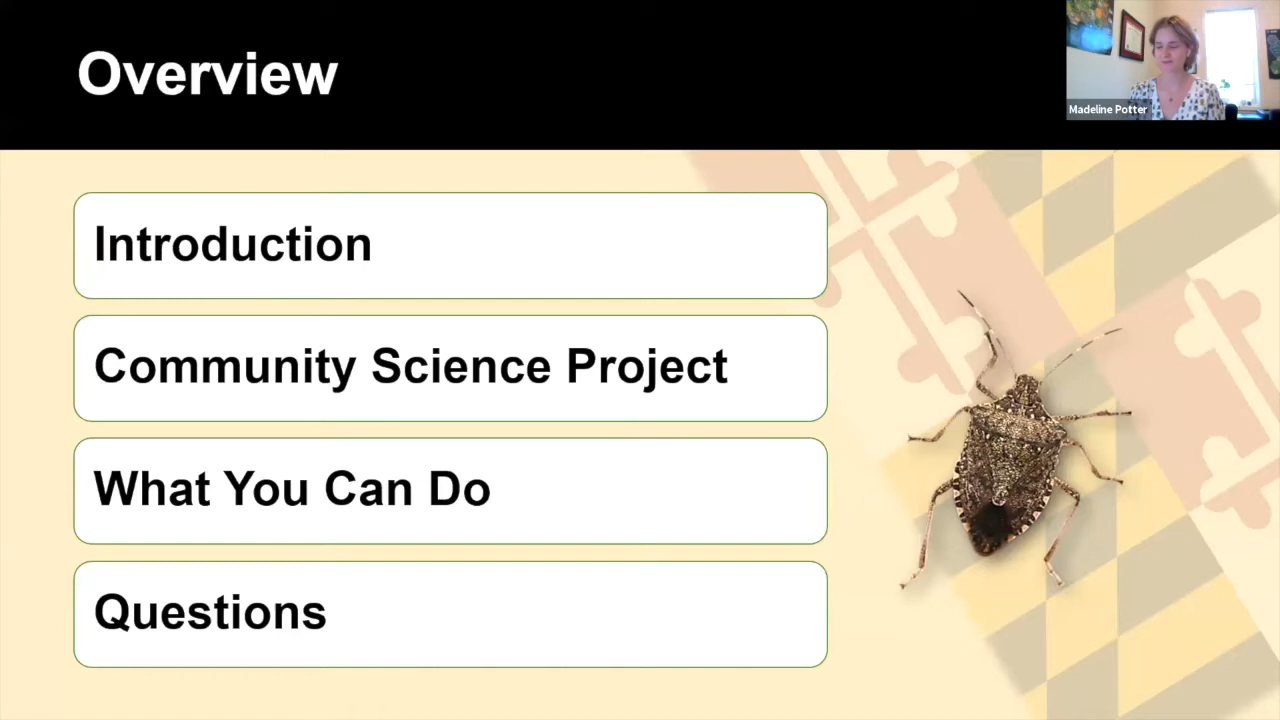 Overview
Madeline Potter
Introduction
Community Science Project
What You Can Do
Questions